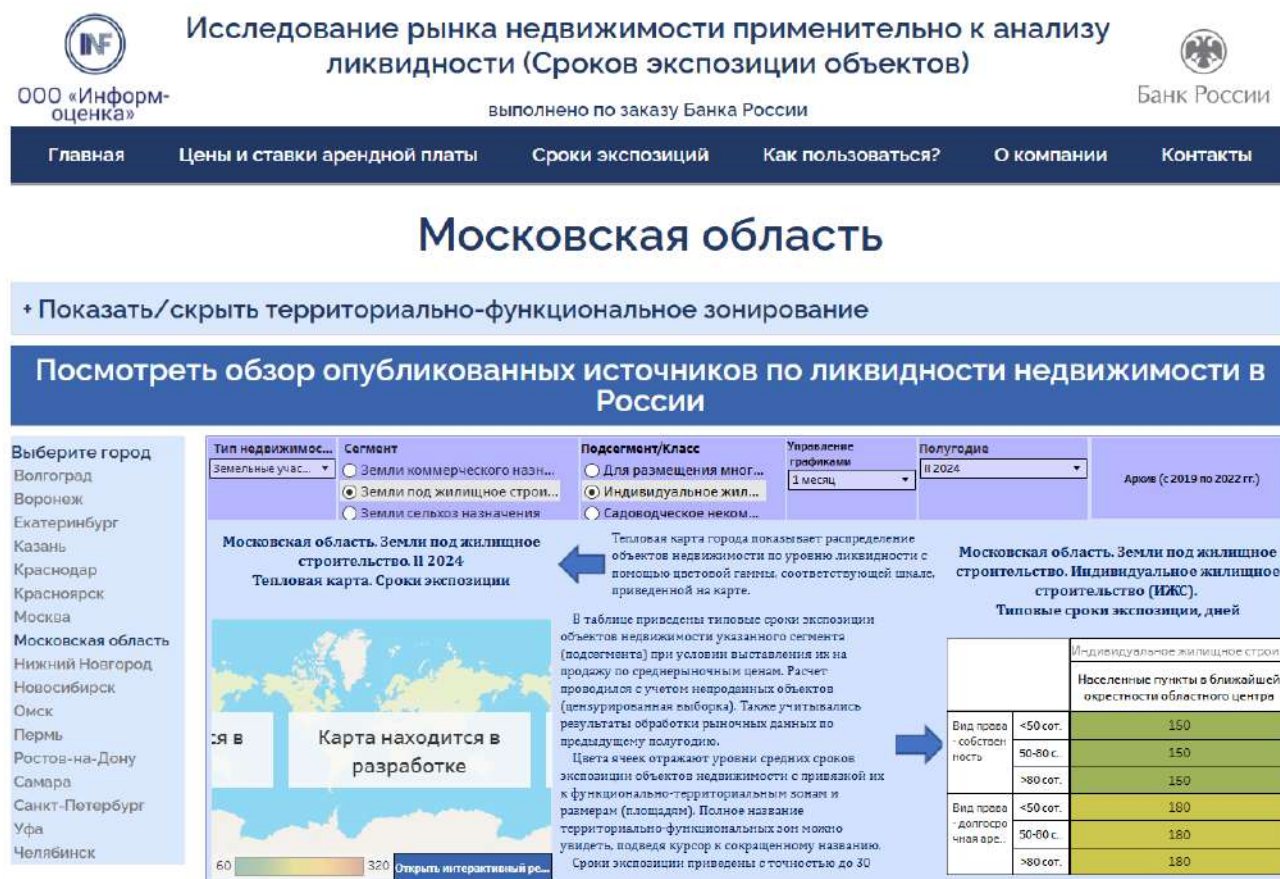 INF
ООО «Информ-
оценка»
Исследование рынка недвижимости применительно к анализу
ликвидности (Сроков экспозиции объектов)
выполнено по заказу Банка России
Банк России
Главная
Цены и ставки арендной платы
Сроки экспозиций
Как пользоваться?
О компании
Контакты
Московская область
+ Показать/скрыть территориально-функциональное зонирование
Посмотреть обзор опубликованных источников по ликвидности недвижимости в
России
Выберите город
Волгоград
Воронеж
Екатеринбург
Казань
Краснодар
Красноярск
Москва
Московская область
Нижний Новгород
Новосибирск
Омск
Пермь
Ростов-на-Дону
Самара
Санкт-Петербург
Уфа
Челябинск
Тип недвижимос...
Земельные учас...
Сегмент
Земли коммерческого назн...
Земли под жилищное строи...
Земли сельхоз назначения
Подсегмент/Класс
Для размещения мног...
Индивидуальное жил...
Садоводческое неком...
Управление
графиками
1 месяц
Полугодие
II 2024
Архив (с 2019 по 2022 гг.)
Московская область. Земли под жилищное
строительство. II 2024
Тепловая карта. Сроки экспозиции
Тепловая карта города показывает распределение
объектов недвижимости по уровню ликвидности с
помощью цветовой гаммы, соответствующей шкале,
приведенной на карте.
ся в
Карта находится в
разработке
60
320
Открыть интерактивный ре...
В таблице приведены типовые сроки экспозиции
объектов недвижимости указанного сегмента
(подсегмента) при условии выставления их на
продажу по среднерыночным ценам. Расчет
проводился с учетом непроданных объектов
(цензурированная выборка). Также учитывались
результаты обработки рыночных данных по
предыдущему полугодию.
Цвета ячеек отражают уровни средних сроков
экспозиции объектов недвижимости с привязкой их
к функционально-территориальным зонам и
размерам (площадям). Полное название
территориально-функциональных зон можно
увидеть, подведя курсор к сокращенному названию.
Сроки экспозиции приведены с точностью до 30
Московская область. Земли под жилищное
строительство. Индивидуальное жилищное
строительство (ИЖС).
Типовые сроки экспозиции, дней
Индивидуальное жилищное строи
Населенные пункты в ближайшей
окрестности областного центра
Вид права
- собствен
ность
<50 сот.
150
50-80 с..
150
>80 сот.
150
Вид права
- долгосро
чная аре..
<50 сот.
180
50-80 с..
180
>80 сот.
180